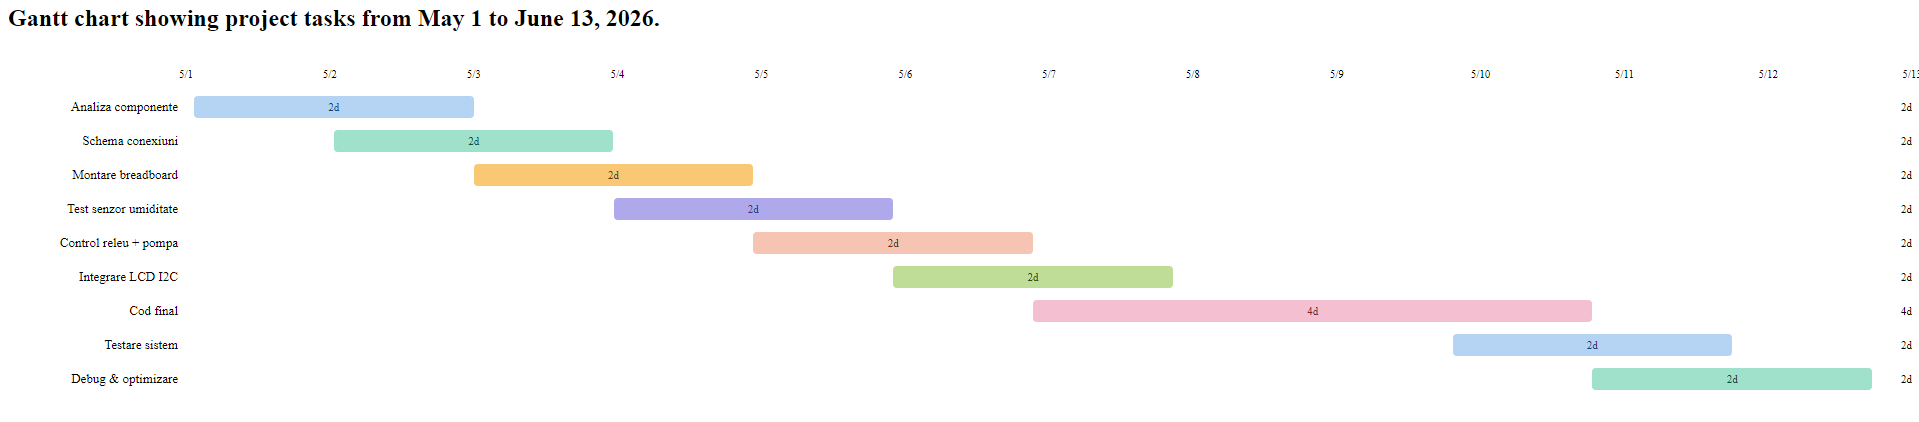 Gantt chart showing project tasks from May 1 to June 13, 2026.
5/1 5/2 5/3 5/4 5/5 5/6 5/7 5/8 5/9 5/10 5/11 5/12 5/13
Analiza componente 2d 2d
Schema conexiuni 2d 2d
Montare breadboard 2d 2d
Test senzor umiditate 2d 2d
Control releu + pompa 2d 2d
Integrare LCD I2C 2d 2d
Cod final 4d 4d
Testare sistem 2d 2d
Debug & optimizare 2d 2d